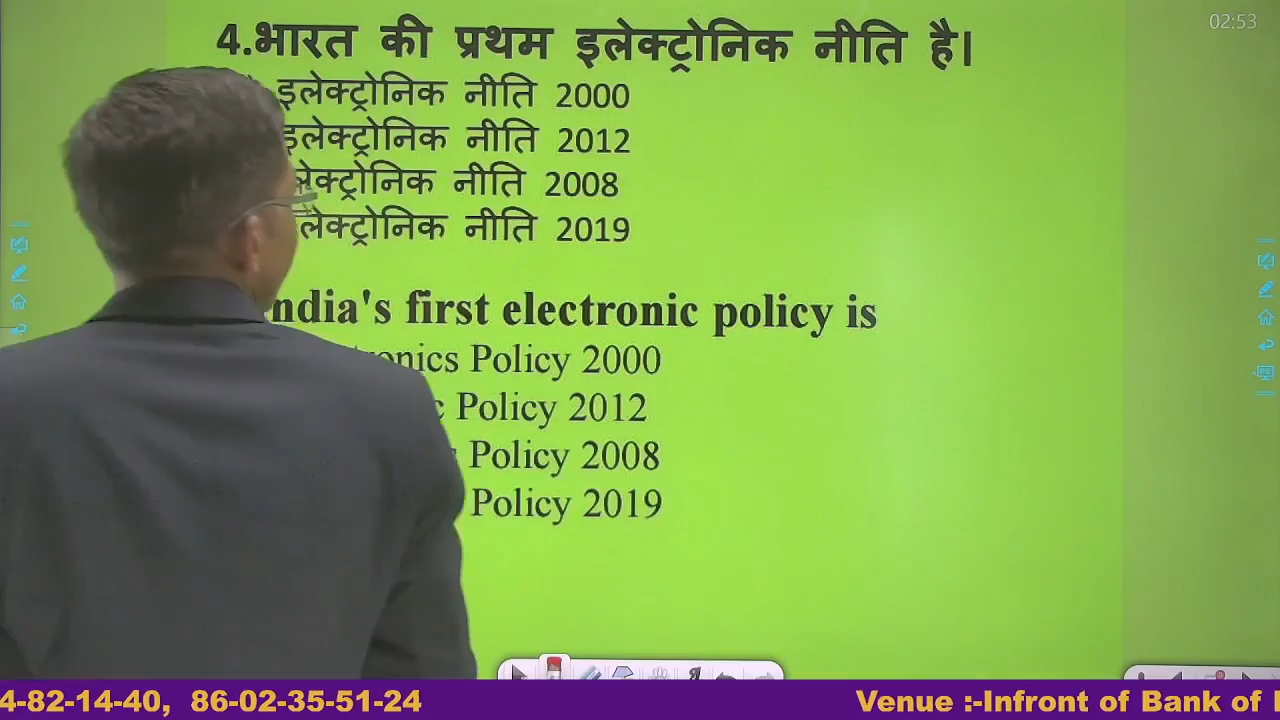 02:53
4.भारत की प्रथम इलेक्ट्रोनिक नीति है।
इलेक्ट्रोनिक नीति 2000
इलेक्ट्रोनिक नीति 2012
नीति 2008
नीति 2019
first electronic policy is
Policy 2000
Policy 2012
Policy 2008
Policy 2019
4-82-14-40, 86-02-35-51-24
Venue :-Infront of Bank of